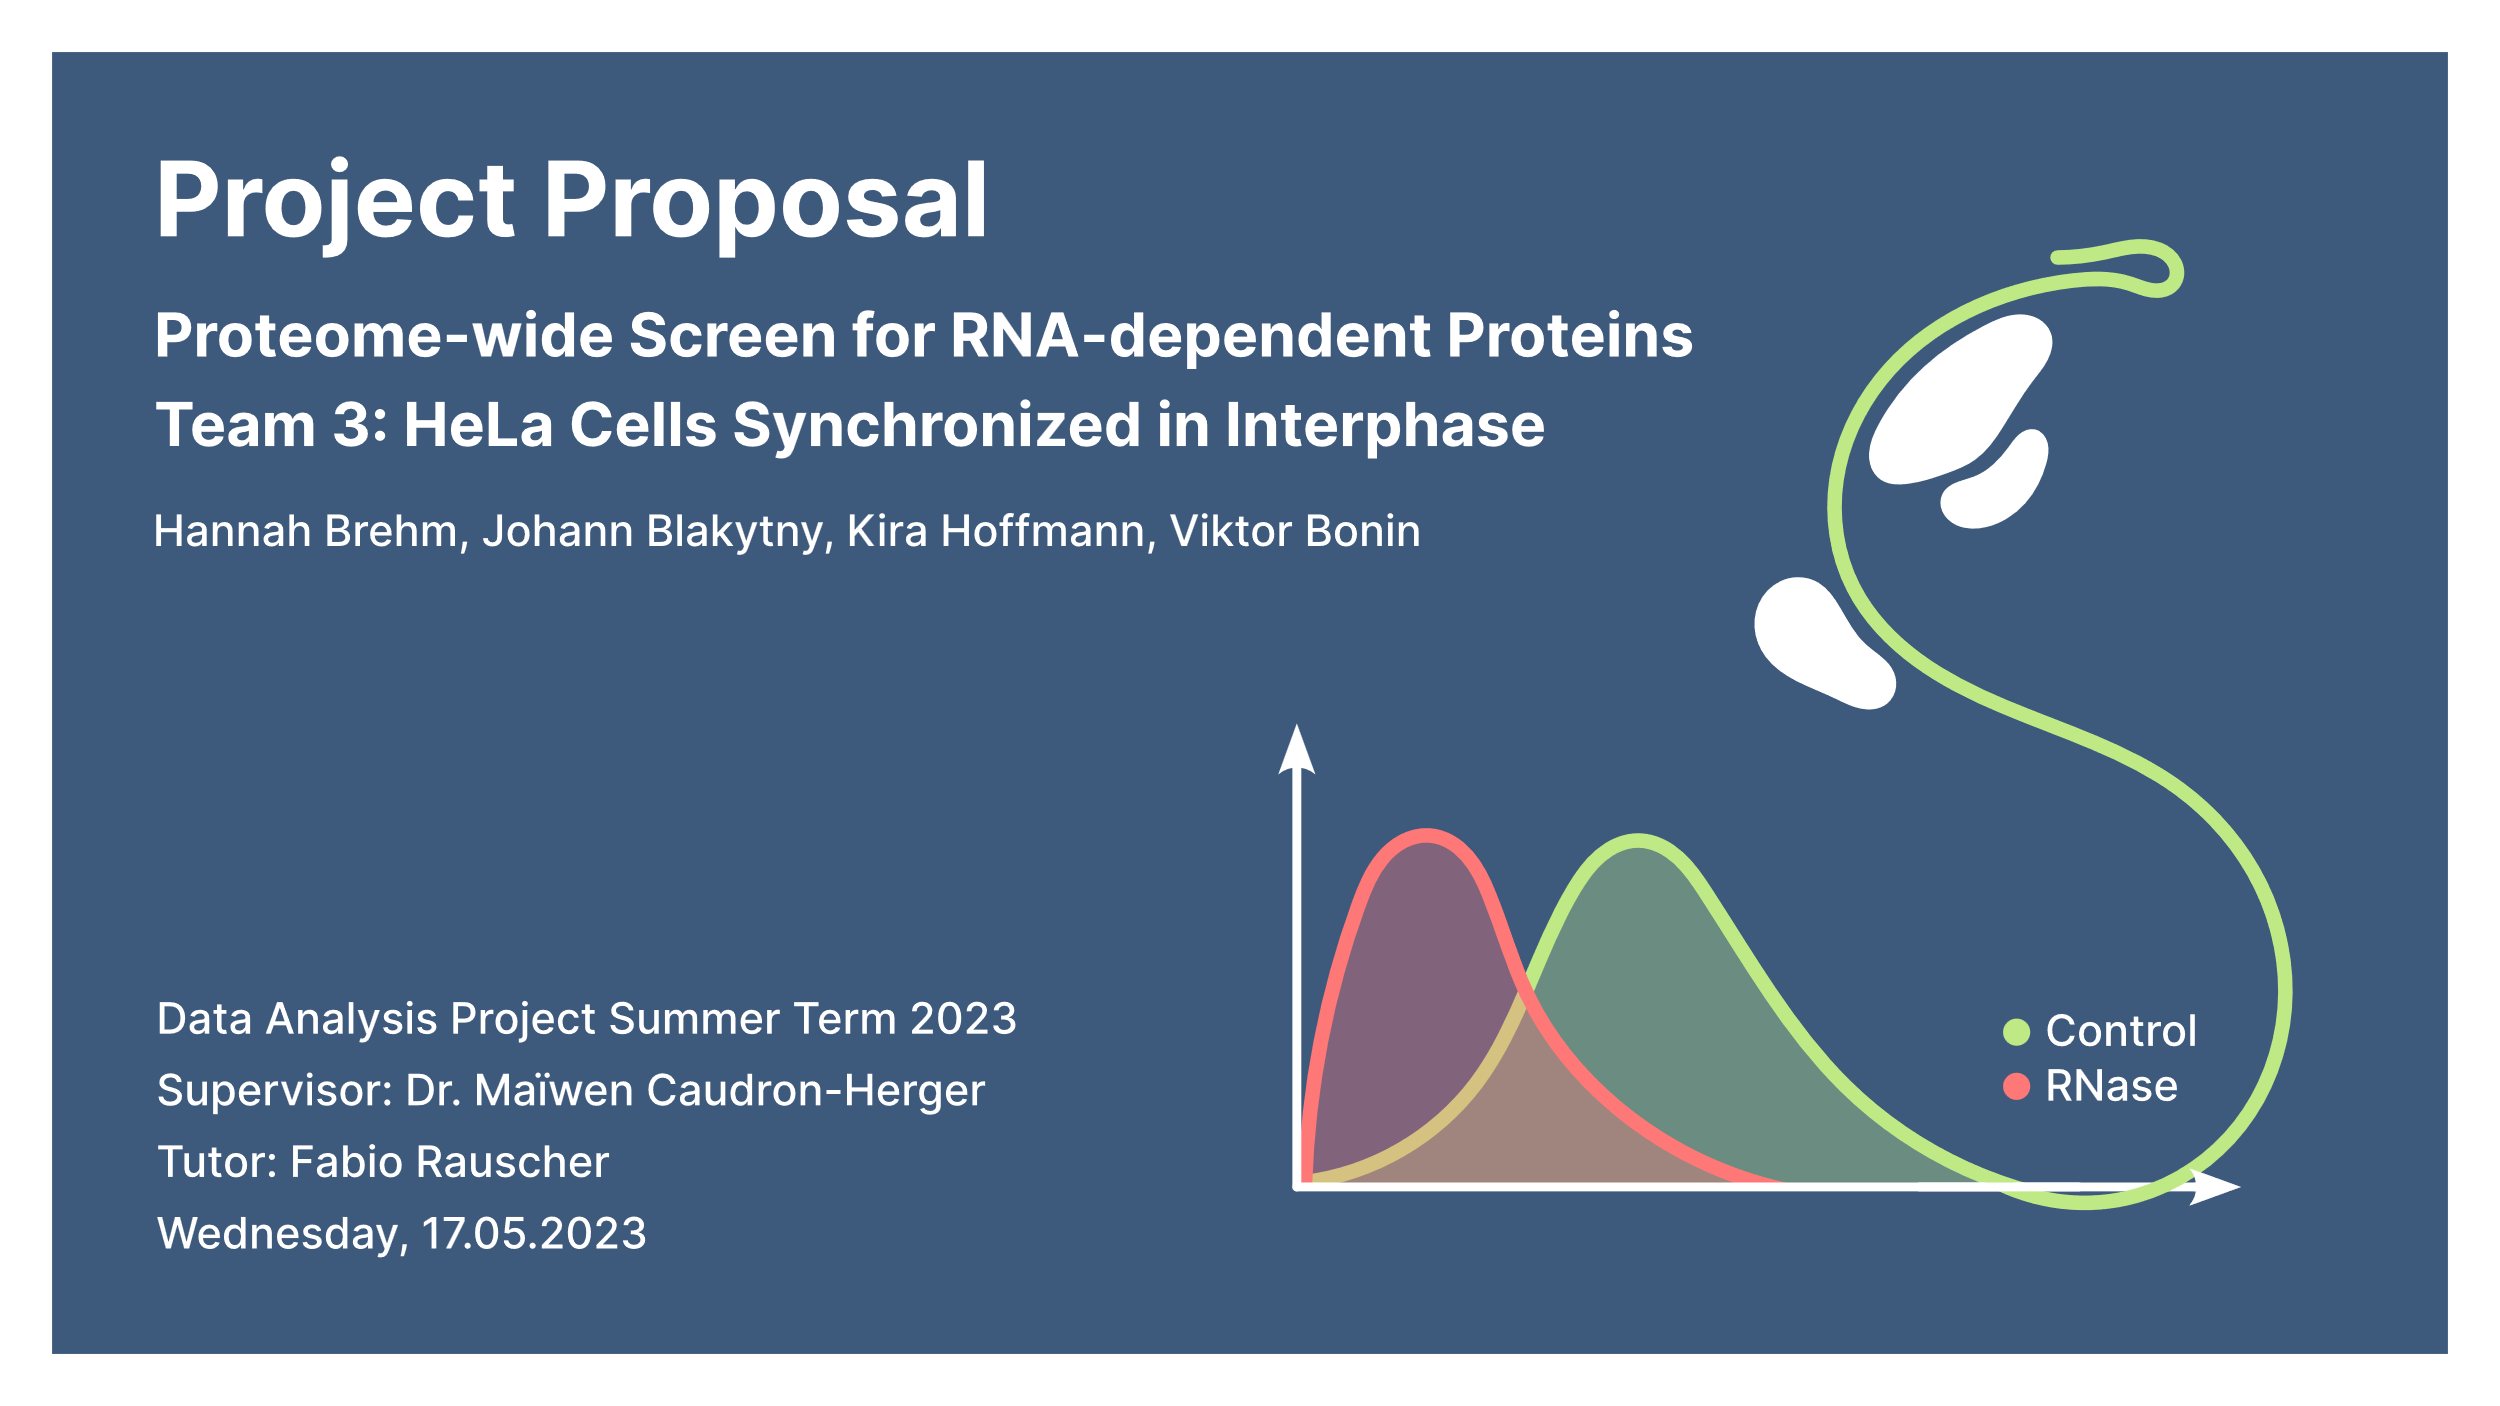 Project Proposal
Proteome-wide Screen for RNA-dependent Proteins
Team 3: HeLa Cells Synchronized in Interphase
Hannah Brehm, Johann Blakytny, Kira Hoffmann, Viktor Bonin
Data Analysis Project Summer Term 2023
Supervisor: Dr. Maïwen Caudron-Herger
Tutor: Fabio Rauscher
Wednesday, 17.05.2023
Control
RNase